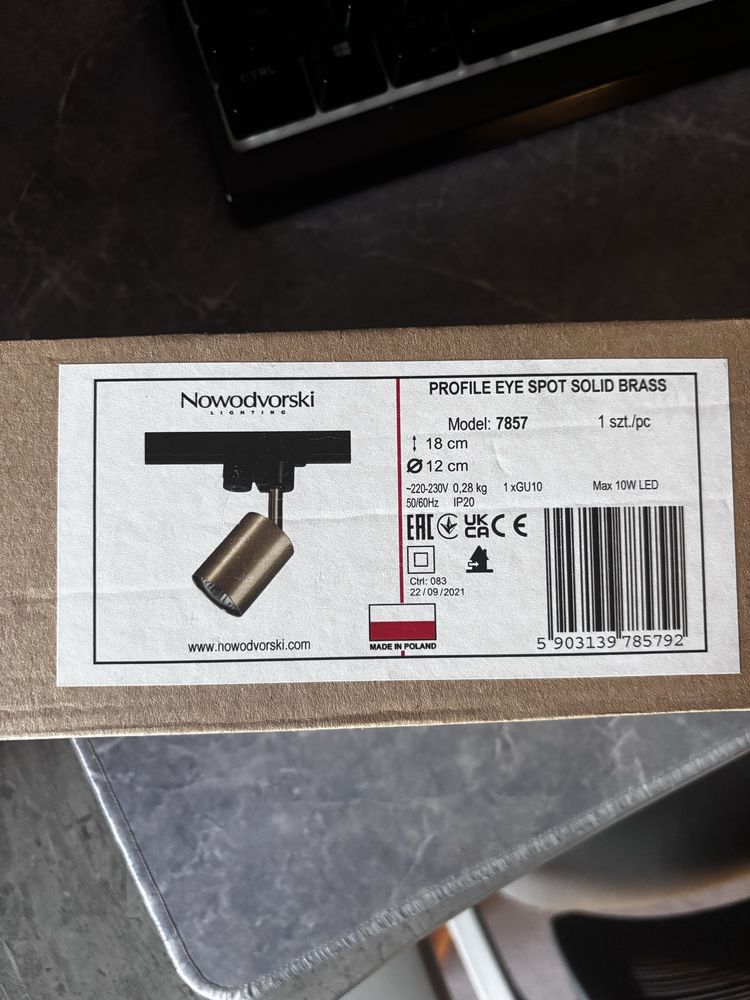 CTRL
Nowodvorski
LIGHTING
www.nowodvorski.com
PROFILE EYE SPOT SOLID BRASS
Model: 7857 1 szt./pc
18 cm
Ø 12 cm
~220-230V 0,28 kg 1 xGU10 Max 10W LED
50/60Hz IP20
EAC UK CA CE
Ctrl: 083
22/09/2021
MADE IN POLAND
5 903139 785792